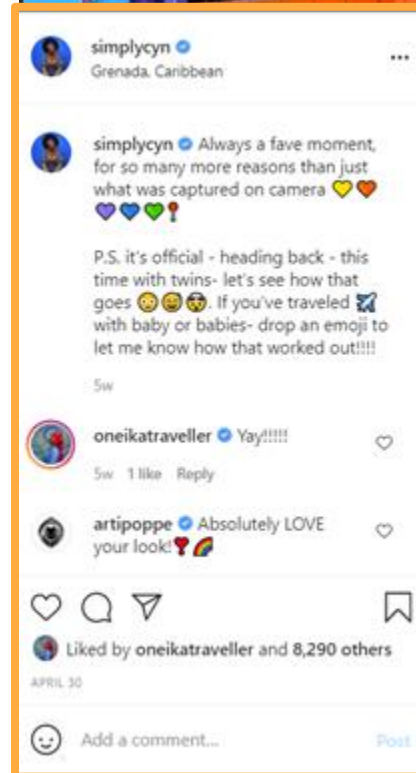 simplycyn
Grenada, Caribbean
simplycyn Always a fave moment,
for so many more reasons than just
what was captured on camera 💛🧡
💜💙💚❣️
P.S. it's official - heading back - this
time with twins- let's see how that
goes 😳😅😵. If you've traveled ✈️
with baby or babies- drop an emoji to
let me know how that worked out!!!!
5w
oneikatraveller Yay!!!!!
5w 1 like Reply
artipoppe Absolutely LOVE
your look!❣️🌈
Liked by oneikatraveller and 8,290 others
APRIL 30
Add a comment... Post